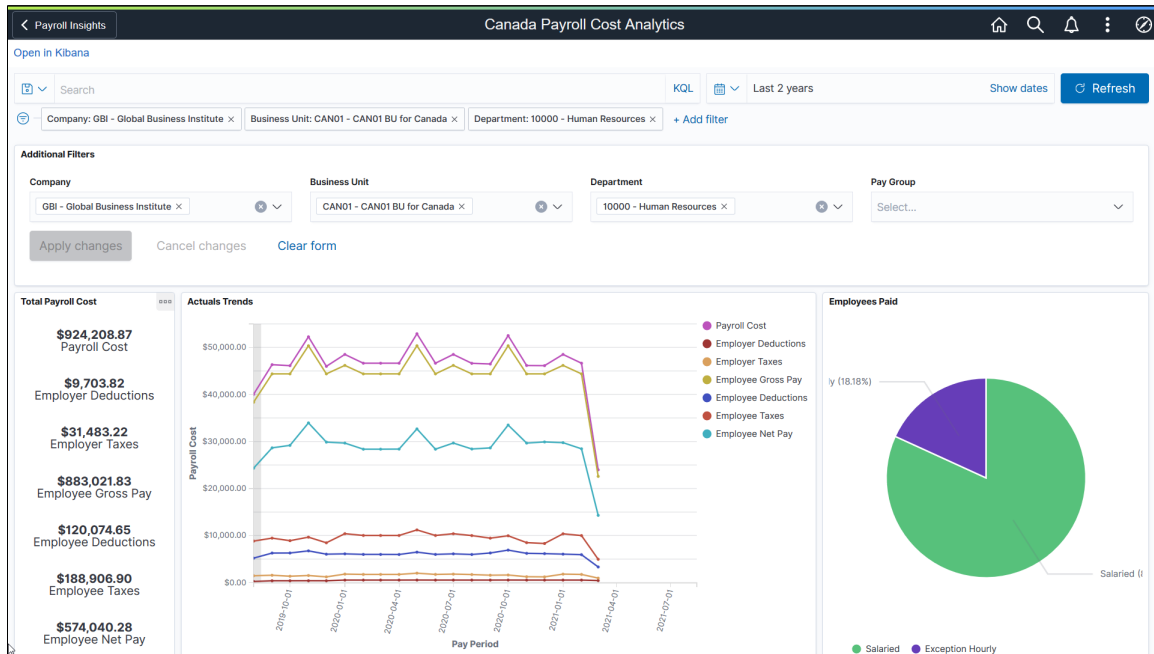 Payroll Insights
Canada Payroll Cost Analytics
Open in Kibana
Search
KQL
Last 2 years
Show dates
Refresh
Company: GBI - Global Business Institute ×
Business Unit: CAN01 - CAN01 BU for Canada ×
Department: 10000 - Human Resources ×
+ Add filter
Additional Filters
Company
Business Unit
Department
Pay Group
GBI - Global Business Institute ×
CAN01 - CAN01 BU for Canada ×
10000 - Human Resources ×
Select...
Apply changes
Cancel changes
Clear form
Total Payroll Cost
$924,208.87
Payroll Cost
$9,703.82
Employer Deductions
$31,483.22
Employer Taxes
$883,021.83
Employee Gross Pay
$120,074.65
Employee Deductions
$188,906.90
Employee Taxes
$574,040.28
Employee Net Pay
Actuals Trends
Payroll Cost
$50,000.00
$40,000.00
$30,000.00
$20,000.00
$10,000.00
$0.00
2019-10-01
2020-01-01
2020-04-01
2020-07-01
2020-10-01
2021-01-01
2021-04-01
2021-07-01
Pay Period
Payroll Cost
Employer Deductions
Employer Taxes
Employee Gross Pay
Employee Deductions
Employee Taxes
Employee Net Pay
Employees Paid
ly (18.18%)
Salaried (
Salaried
Exception Hourly